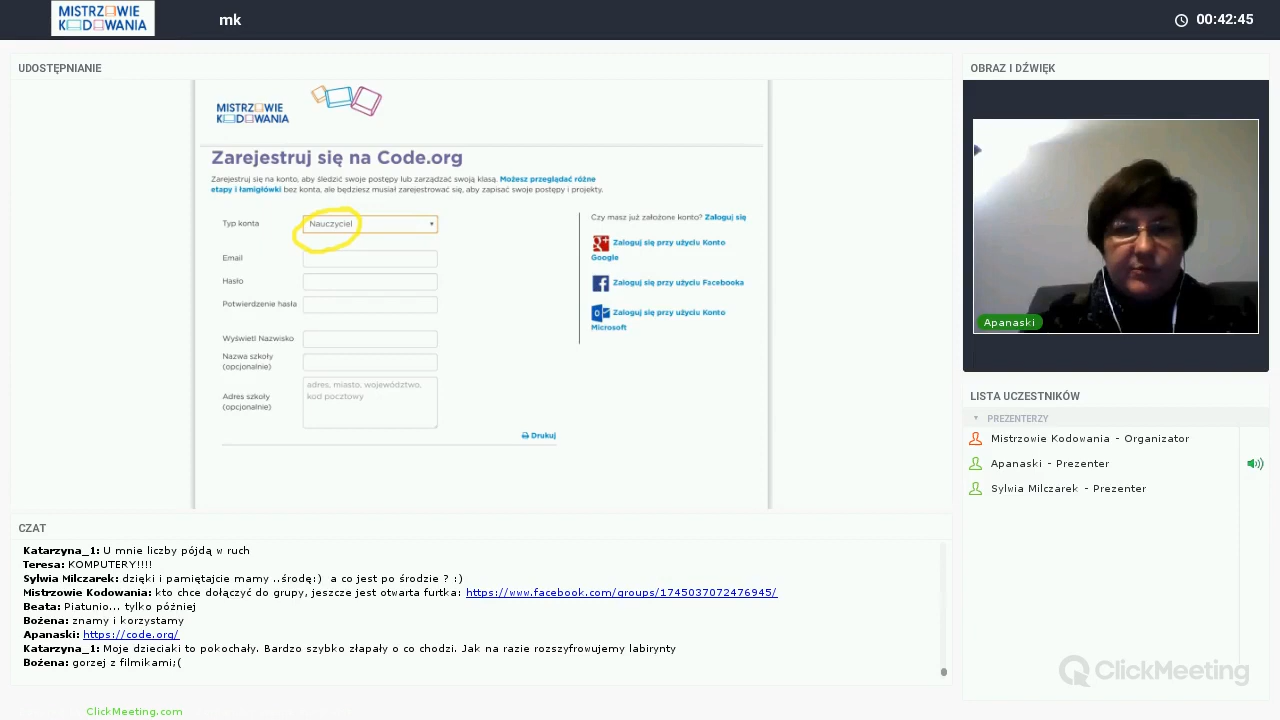 MISTRZOWIE
KODOWANIA
mk
00:42:45
UDOSTĘPNIANIE
MISTRZOWIE
KODOWANIA
Zarejestruj się na Code.org
Zarejestruj się na konto, aby śledzić swoje postępy lub zarządzać swoją klasą. Możesz przeglądać różne
etapy i łamigłówki bez konta, ale będziesz musiał zarejestrować się, aby zapisać swoje postępy i projekty.
Typ konta
Nauczyciel
Email
Hasło
Potwierdzenie hasła
Wyświetl Nazwisko
Nazwa szkoły
(opcjonalnie)
Adres szkoły
(opcjonalnie)
adres, miasto, województwo,
kod pocztowy
Drukuj
Czy masz już założone konto? Zaloguj się
Zaloguj się przy użyciu Konto
Google
Zaloguj się przy użyciu Facebooka
Zaloguj się przy użyciu Konto
Microsoft
OBRAZ I DŹWIĘK
Apanaski
LISTA UCZESTNIKÓW
PREZENTERZY
Mistrzowie Kodowania - Organizator
Apanaski - Prezenter
Sylwia Milczarek - Prezenter
CZAT
Katarzyna_1: U mnie liczby pójdą w ruch
Teresa: KOMPUTERY!!!!
Sylwia Milczarek: dzięki i pamiętajcie mamy ..środę:) a co jest po środzie ? :)
Mistrzowie Kodowania: kto chce dołączyć do grupy, jeszcze jest otwarta furtka: https://www.facebook.com/groups/1745037072476945/
Beata: Piatunio... tylko później
Bożena: znamy i korzystamy
Apanaski: https://code.org/
Katarzyna_1: Moje dzieciaki to pokochały. Bardzo szybko złapały o co chodzi. Jak na razie rozszyfrowujemy labirynty
Bożena: gorzej z filmikami;(
ClickMeeting
ClickMeeting.com